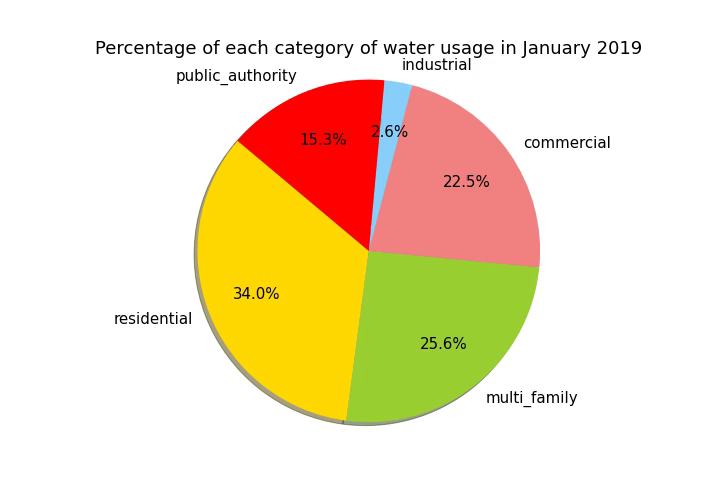 Percentage of each category of water usage in January 2019
industrial
public_authority
2.6%
15.3%
commercial
22.5%
34.0%
residential
25.6%
multi_family